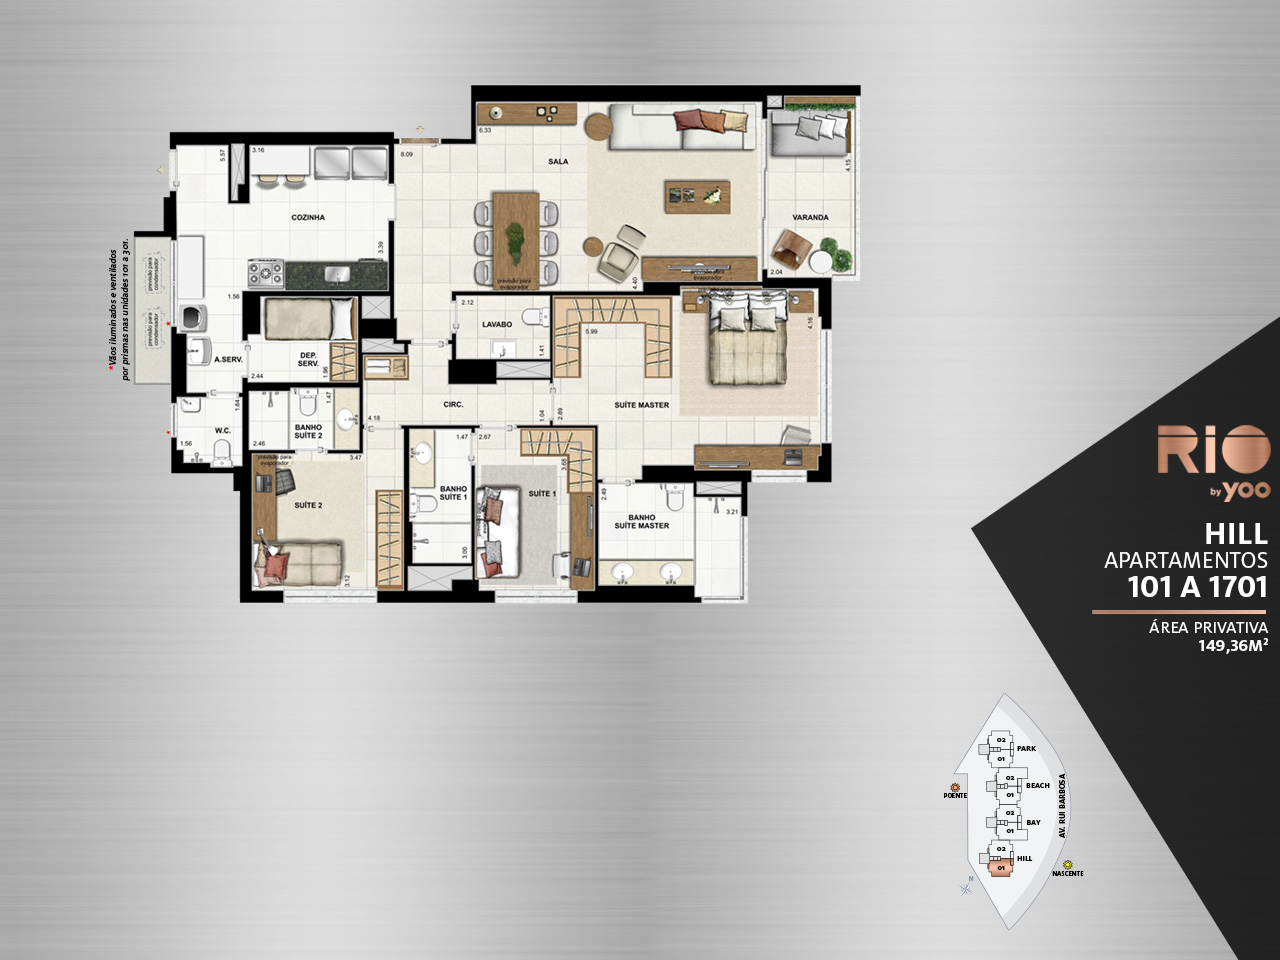 6.33
SALA
8.09
3.16
5.57
COZINHA
3.39
4.15
VARANDA
2.04
previsão para
evaporador
4.40
previsão para
evaporador
*Vãos iluminados e ventilados
por prismas nas unidades 101 a 301.
previsão para
condensador
previsão para
condensador
*
*
1.56
2.12
LAVABO
1.41
5.99
4.16
A.SERV.
DEP.
SERV.
2.44
1.96
CIRC.
4.18
1.04
2.89
SUÍTE MASTER
1.64
W.C.
1.56
1.47
BANHO
SUÍTE 2
2.46
previsão para
evaporador
3.47
SUÍTE 2
3.12
1.47
BANHO
SUÍTE 1
3.00
2.67
3.68
SUÍTE 1
2.49
BANHO
SUÍTE MASTER
3.21
RIO
by yoo
HILL
APARTAMENTOS
101 A 1701
ÁREA PRIVATIVA
149,36M²
02
PARK
01
02
BEACH
01
02
BAY
01
02
HILL
01
AV. RUI BARBOSA
POENTE
NASCENTE
N